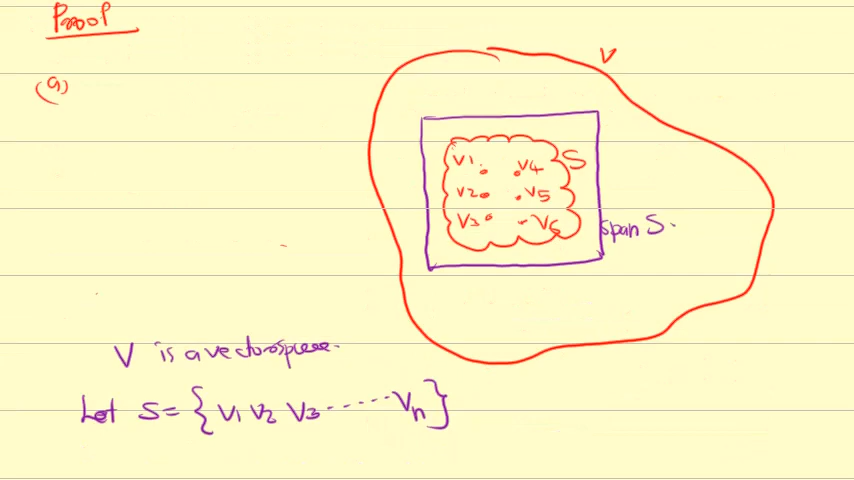 Proof
(a)
V
V1 V4 S
V2 V5
V3 V6
span S.
V is a vectorspace.
Let S = { V1 V2 V3 ...... Vn }